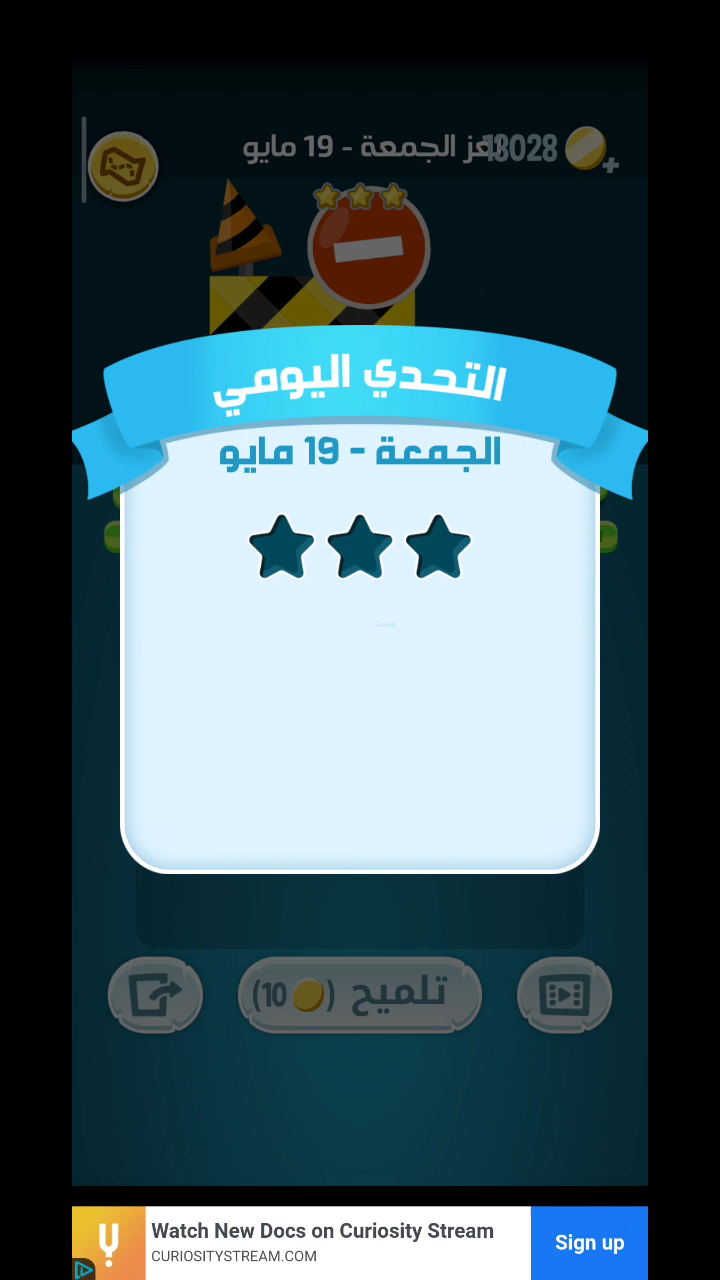 لغز الجمعة - 19 مايو
13028
التحدي اليومي
الجمعة - 19 مايو
تلميح (10)
Watch New Docs on Curiosity Stream
CURIOSITYSTREAM.COM
Sign up